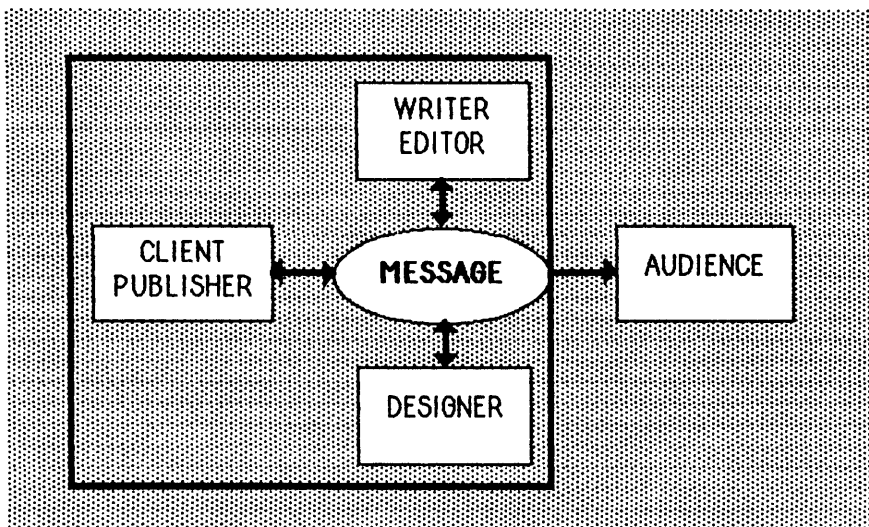 WRITER
EDITOR
CLIENT
PUBLISHER
MESSAGE
AUDIENCE
DESIGNER